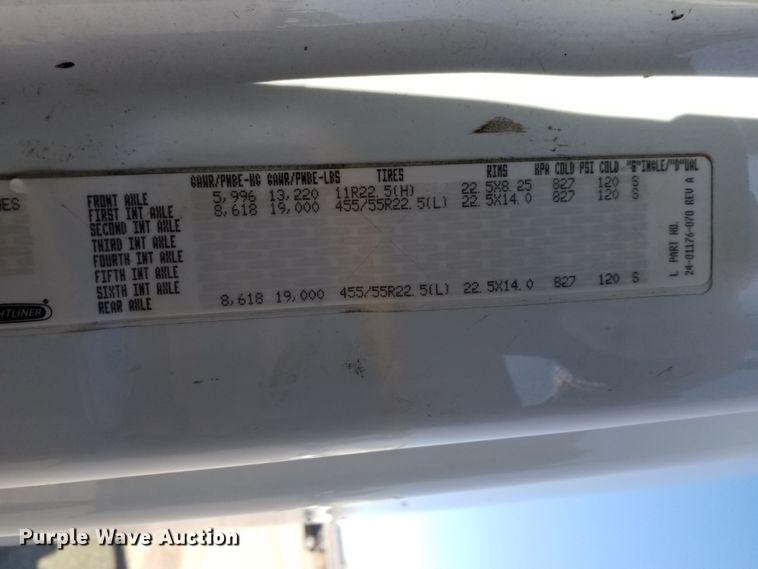 GAWR/PNBE-KG GAWR/PNBE-LBS TIRES RIMS KPA COLD PSI COLD "S"INGLE/"D"UAL
FRONT AXLE 5,996 13,220 11R22.5(H) 22.5X8.25 827 120 S
FIRST INT AXLE 8,618 19,000 455/55R22.5(L) 22.5X14.0 827 120 S
SECOND INT AXLE
THIRD INT AXLE
FOURTH INT AXLE
FIFTH INT AXLE
SIXTH INT AXLE
REAR AXLE 8,618 19,000 455/55R22.5(L) 22.5X14.0 827 120 S
L PART NO.
24-01176-070 REV A
HTLINER®
Purple Wave Auction